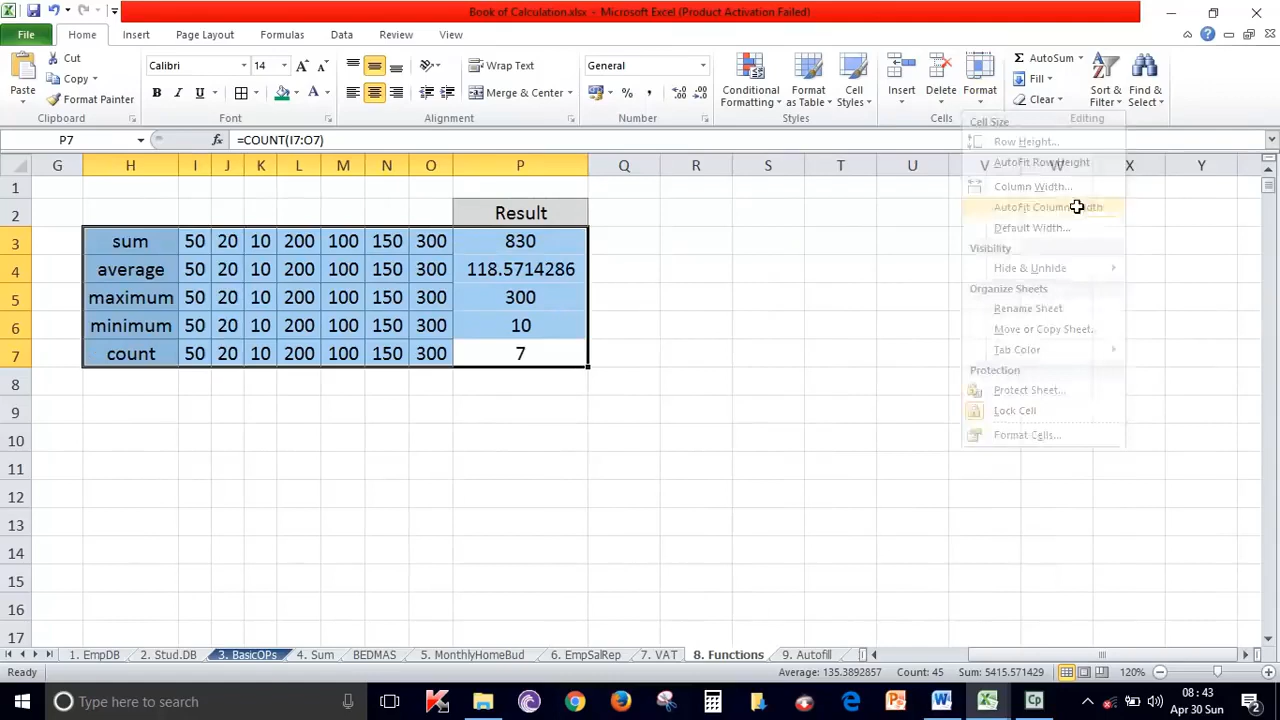 Book of Calculation.xlsx - Microsoft Excel (Product Activation Failed)
File Home Insert Page Layout Formulas Data Review View
Paste Cut Copy Format Painter
Calibri 14
B I U A
Wrap Text
Merge & Center
General
% ,
Conditional Formatting Format as Table Cell Styles
Insert Delete Format
Σ AutoSum
Fill
Clear
Sort & Filter Find & Select
Clipboard Font Alignment Number Styles Cells Editing
P7 fx =COUNT(I7:O7)
G H I J K L M N O P Q R S T U V W X Y
1
2 Result
3 sum 50 20 10 200 100 150 300 830
4 average 50 20 10 200 100 150 300 118.5714286
5 maximum 50 20 10 200 100 150 300 300
6 minimum 50 20 10 200 100 150 300 10
7 count 50 20 10 200 100 150 300 7
8
9
10
11
12
13
14
15
16
17
Cell Size
Row Height...
AutoFit Row Height
Column Width...
AutoFit Column Width
Default Width...
Visibility
Hide & Unhide
Organize Sheets
Rename Sheet
Move or Copy Sheet...
Tab Color
Protection
Protect Sheet...
Lock Cell
Format Cells...
1. EmpDB 2. Stud.DB 3. BasicOPs 4. Sum BEDMAS 5. MonthlyHomeBud 6. EmpSalRep 7. VAT 8. Functions 9. Autofill
Ready Average: 135.3892857 Count: 45 Sum: 5415.571429 120%
Type here to search
08:43
Apr 30 Sun
2